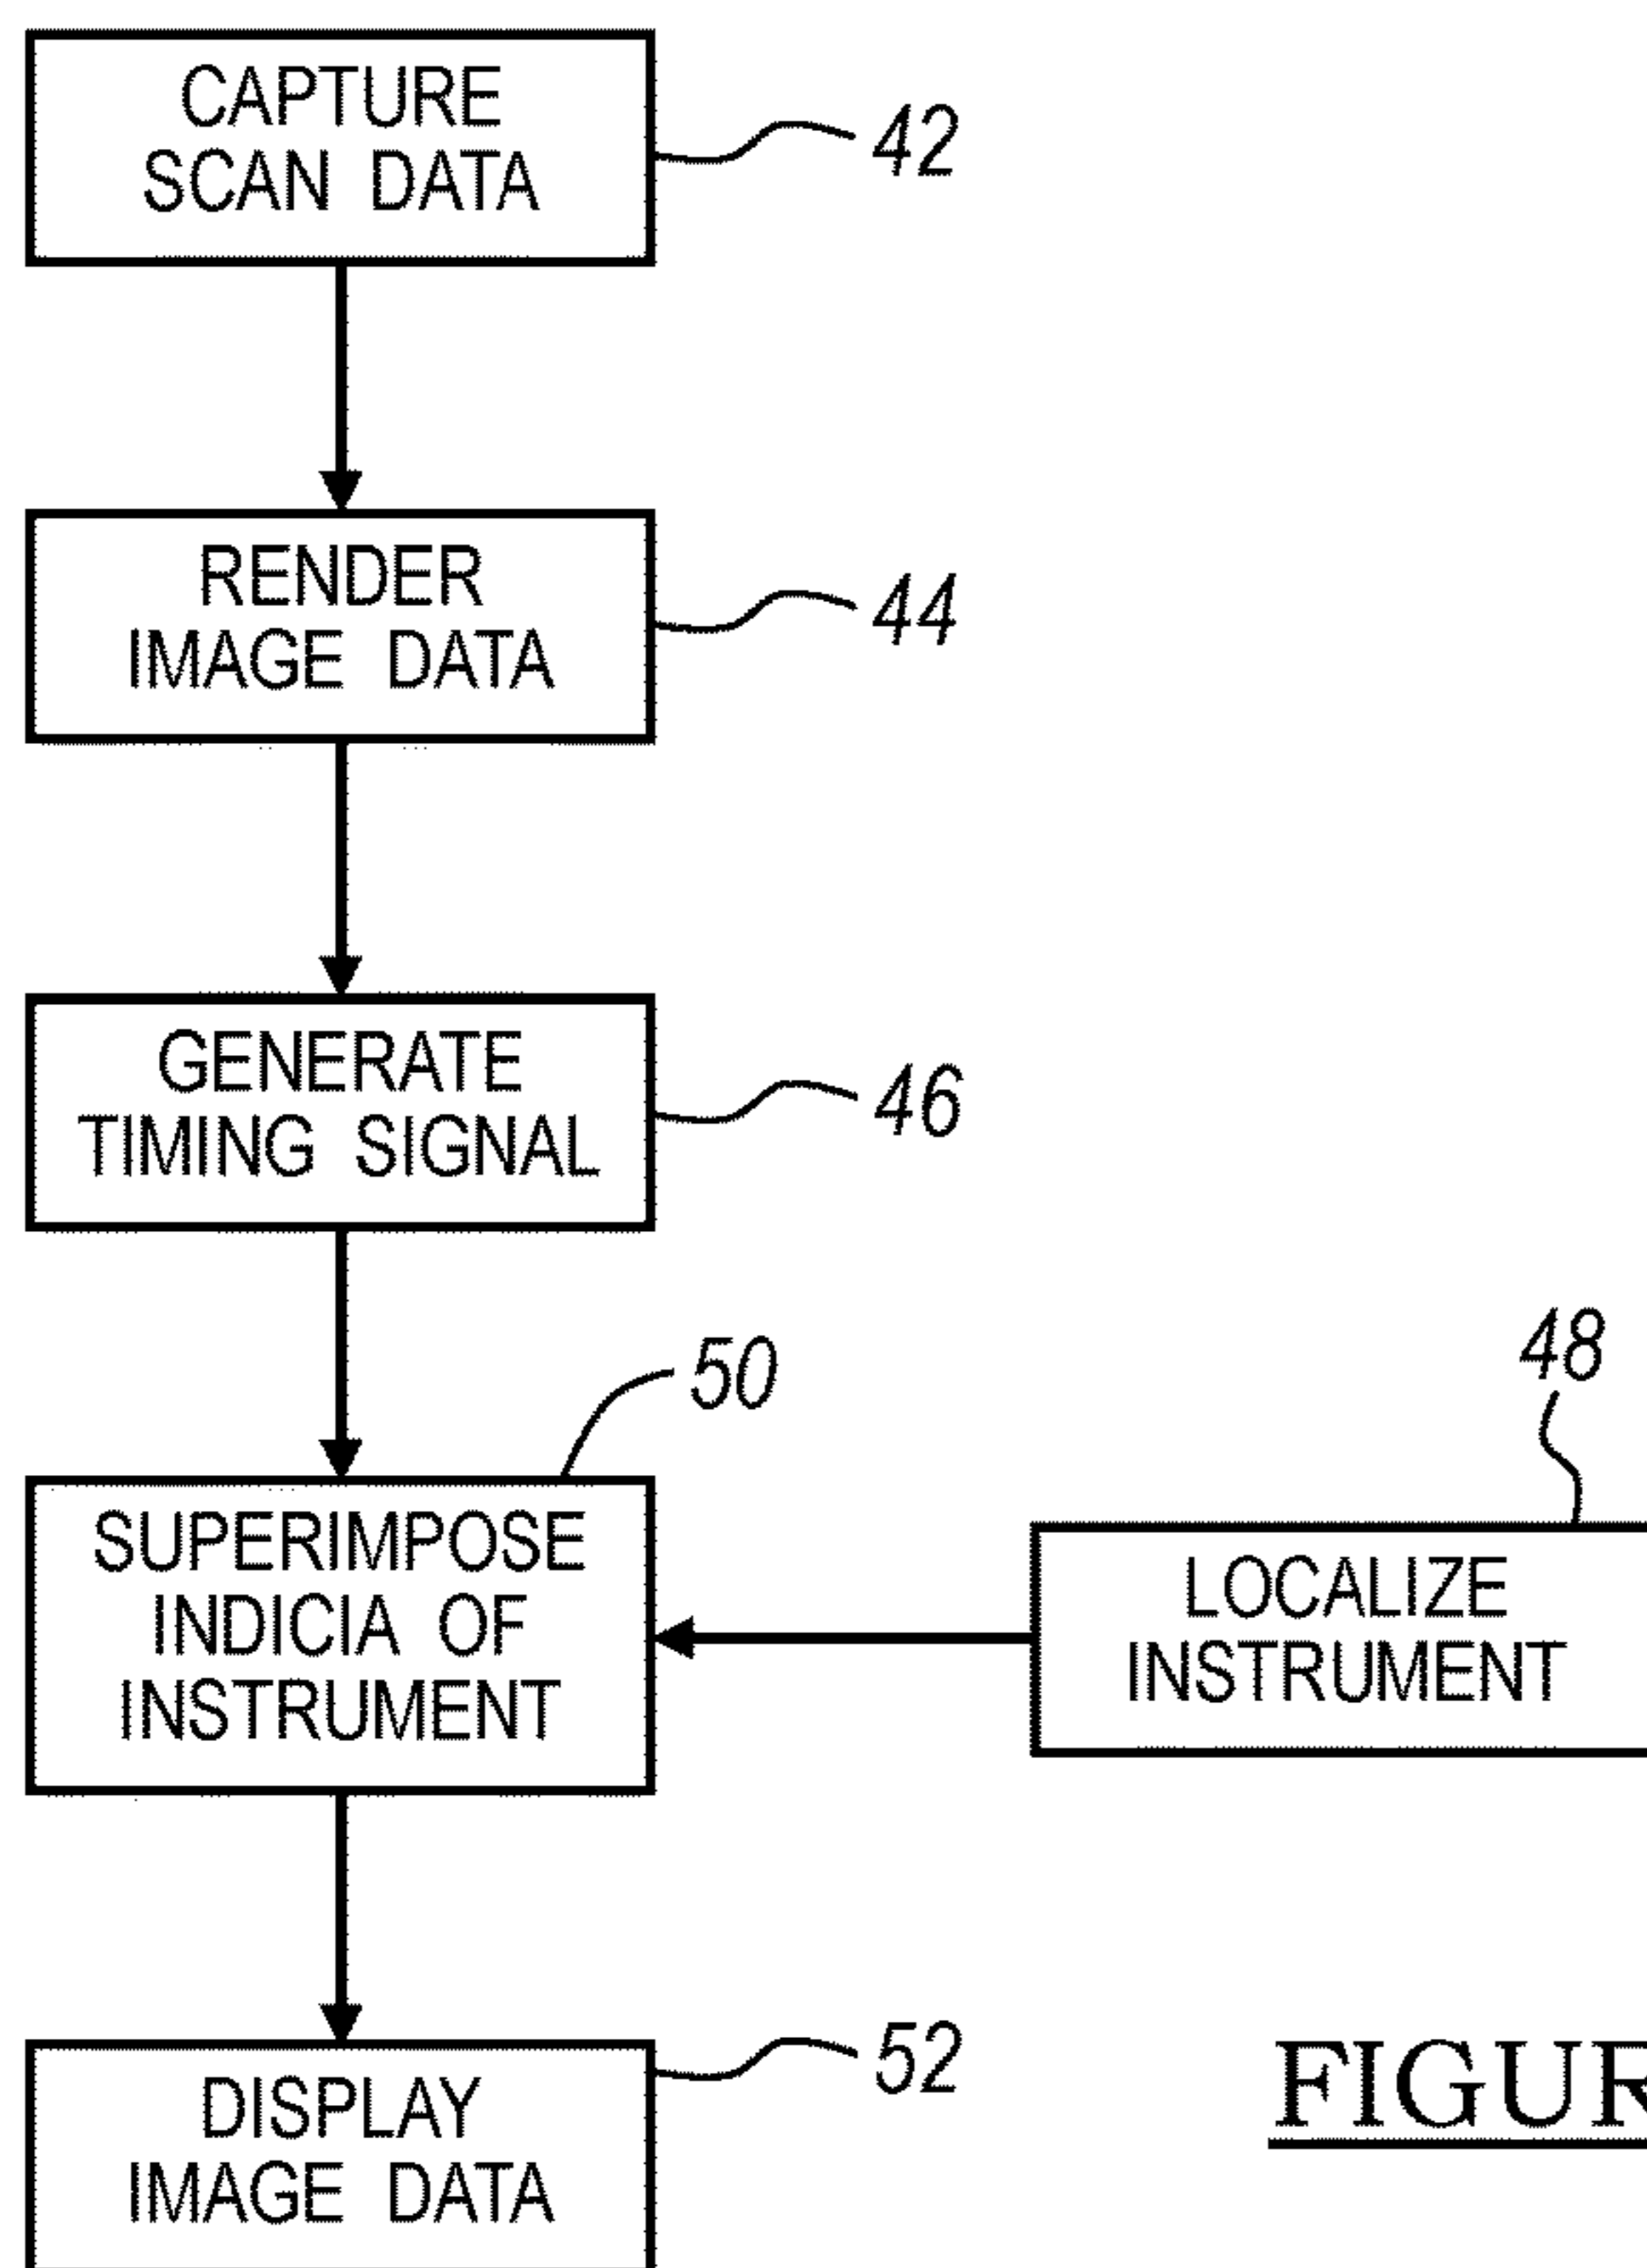 CAPTURE
SCAN DATA
42
RENDER
IMAGE DATA
44
GENERATE
TIMING SIGNAL
46
50
48
SUPERIMPOSE
INDICIA OF
INSTRUMENT
LOCALIZE
INSTRUMENT
52
DISPLAY
IMAGE DATA